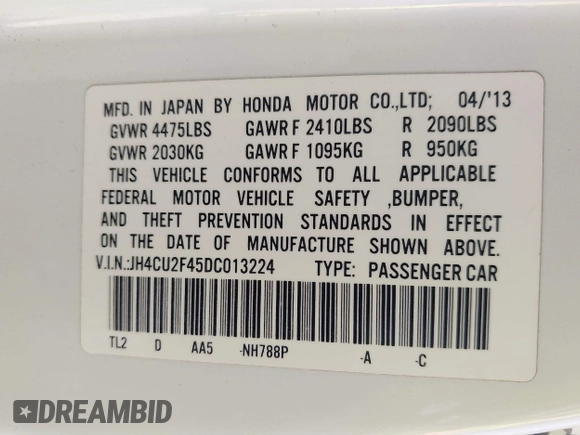 MFD. IN JAPAN BY HONDA MOTOR CO.,LTD; 04/'13
GVWR 4475LBS GAWR F 2410LBS R 2090LBS
GVWR 2030KG GAWR F 1095KG R 950KG
THIS VEHICLE CONFORMS TO ALL APPLICABLE
FEDERAL MOTOR VEHICLE SAFETY ,BUMPER,
AND THEFT PREVENTION STANDARDS IN EFFECT
ON THE DATE OF MANUFACTURE SHOWN ABOVE.
V.I.N.:JH4CU2F45DC013224 TYPE: PASSENGER CAR
TL2 D AA5 -NH788P -A -C
DREAMBID